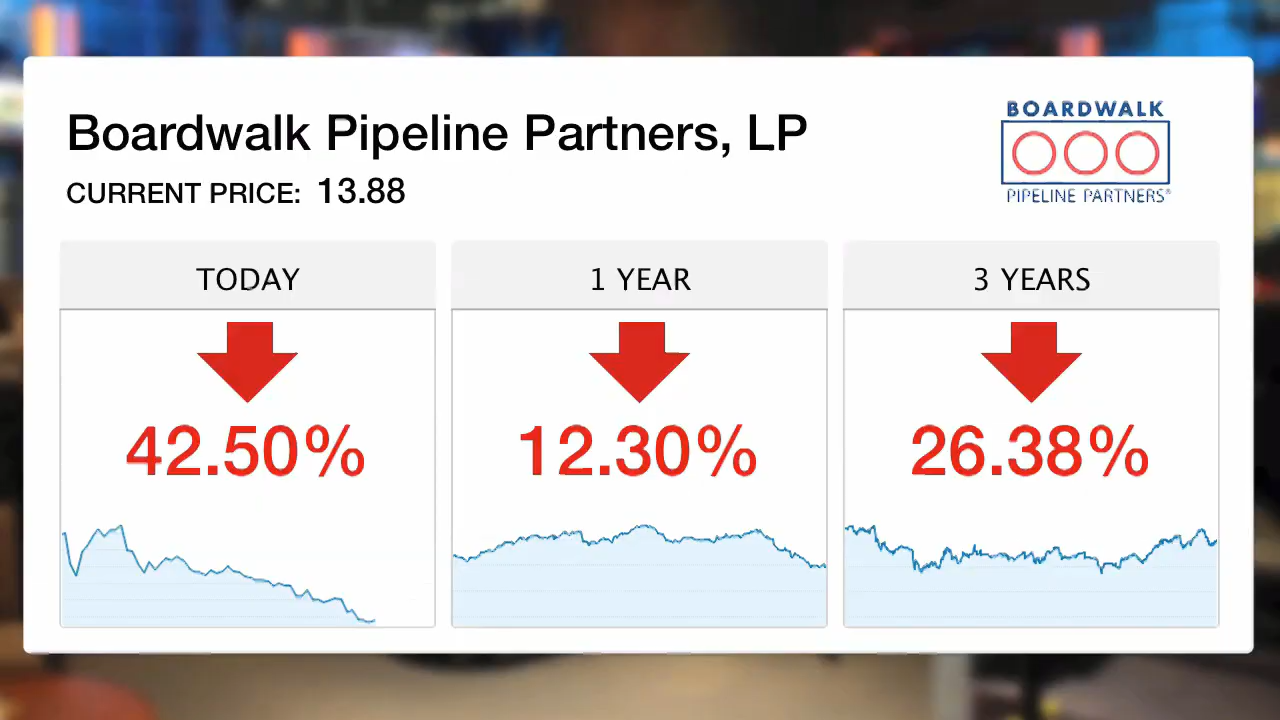 Boardwalk Pipeline Partners, LP
CURRENT PRICE: 13.88
BOARDWALK
PIPELINE PARTNERS®
TODAY
1 YEAR
3 YEARS
42.50%
12.30%
26.38%